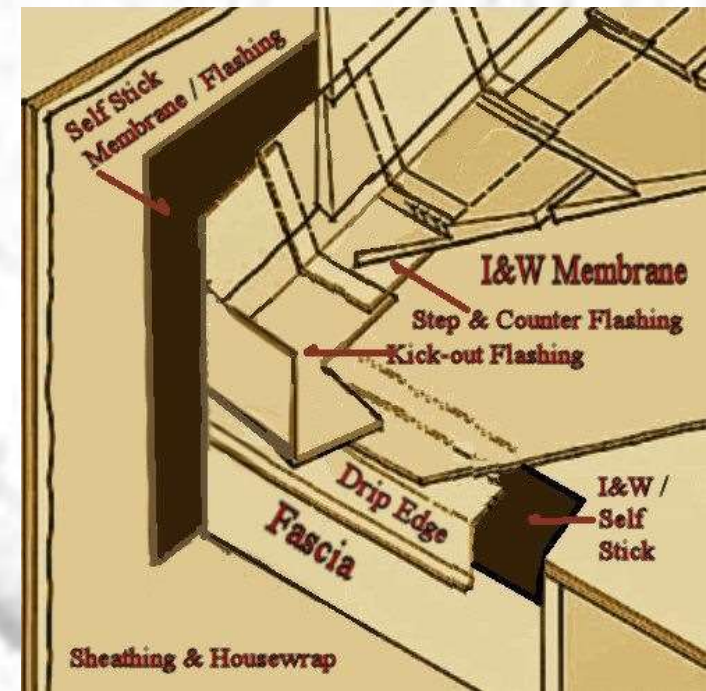 Self Stick
Membrane / Flashing
I&W Membrane
Step & Counter Flashing
Kick-out Flashing
I&W /
Self
Stick
Drip Edge
Fascia
Sheathing & Housewrap